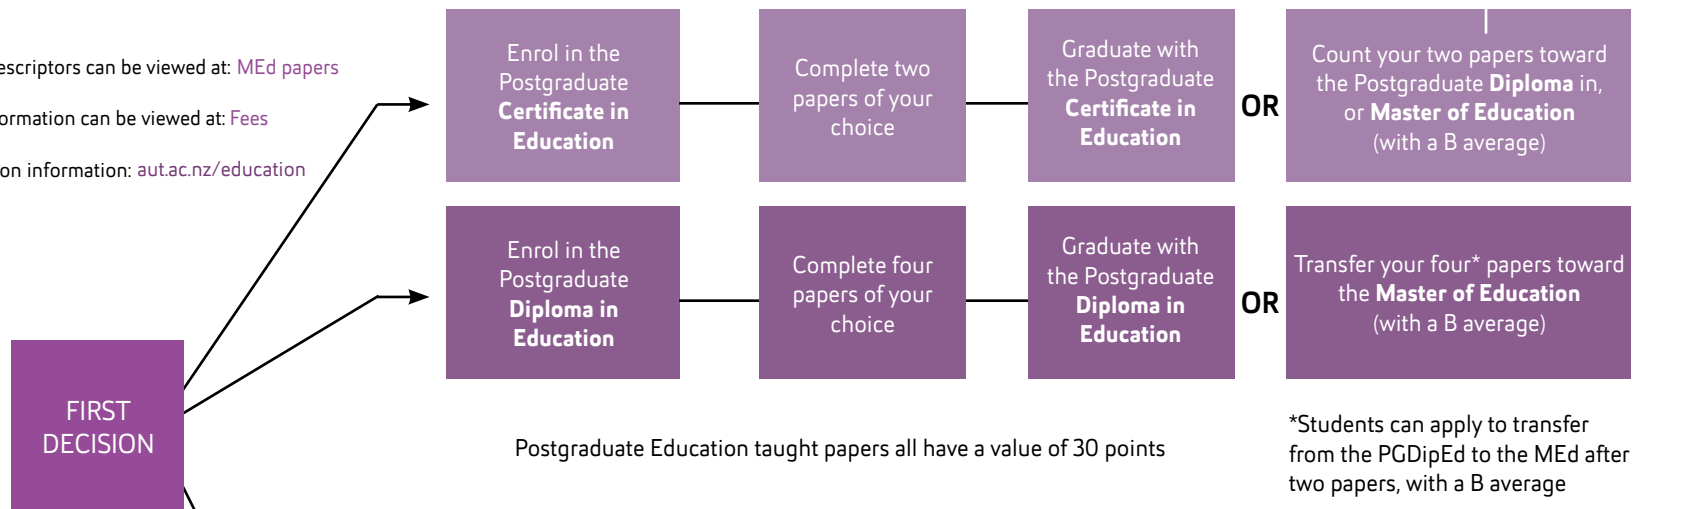 escriptors can be viewed at: MEd papers
ormation can be viewed at: Fees
on information: aut.ac.nz/education
Enrol in the
Postgraduate
Certificate in
Education
Complete two
papers of your
choice
Graduate with
the Postgraduate
Certificate in
Education
OR
Count your two papers toward
the Postgraduate Diploma in,
or Master of Education
(with a B average)
Enrol in the
Postgraduate
Diploma in
Education
Complete four
papers of your
choice
Graduate with
the Postgraduate
Diploma in
Education
OR
Transfer your four* papers toward
the Master of Education
(with a B average)
FIRST
DECISION
Postgraduate Education taught papers all have a value of 30 points
*Students can apply to transfer
from the PGDipEd to the MEd after
two papers, with a B average